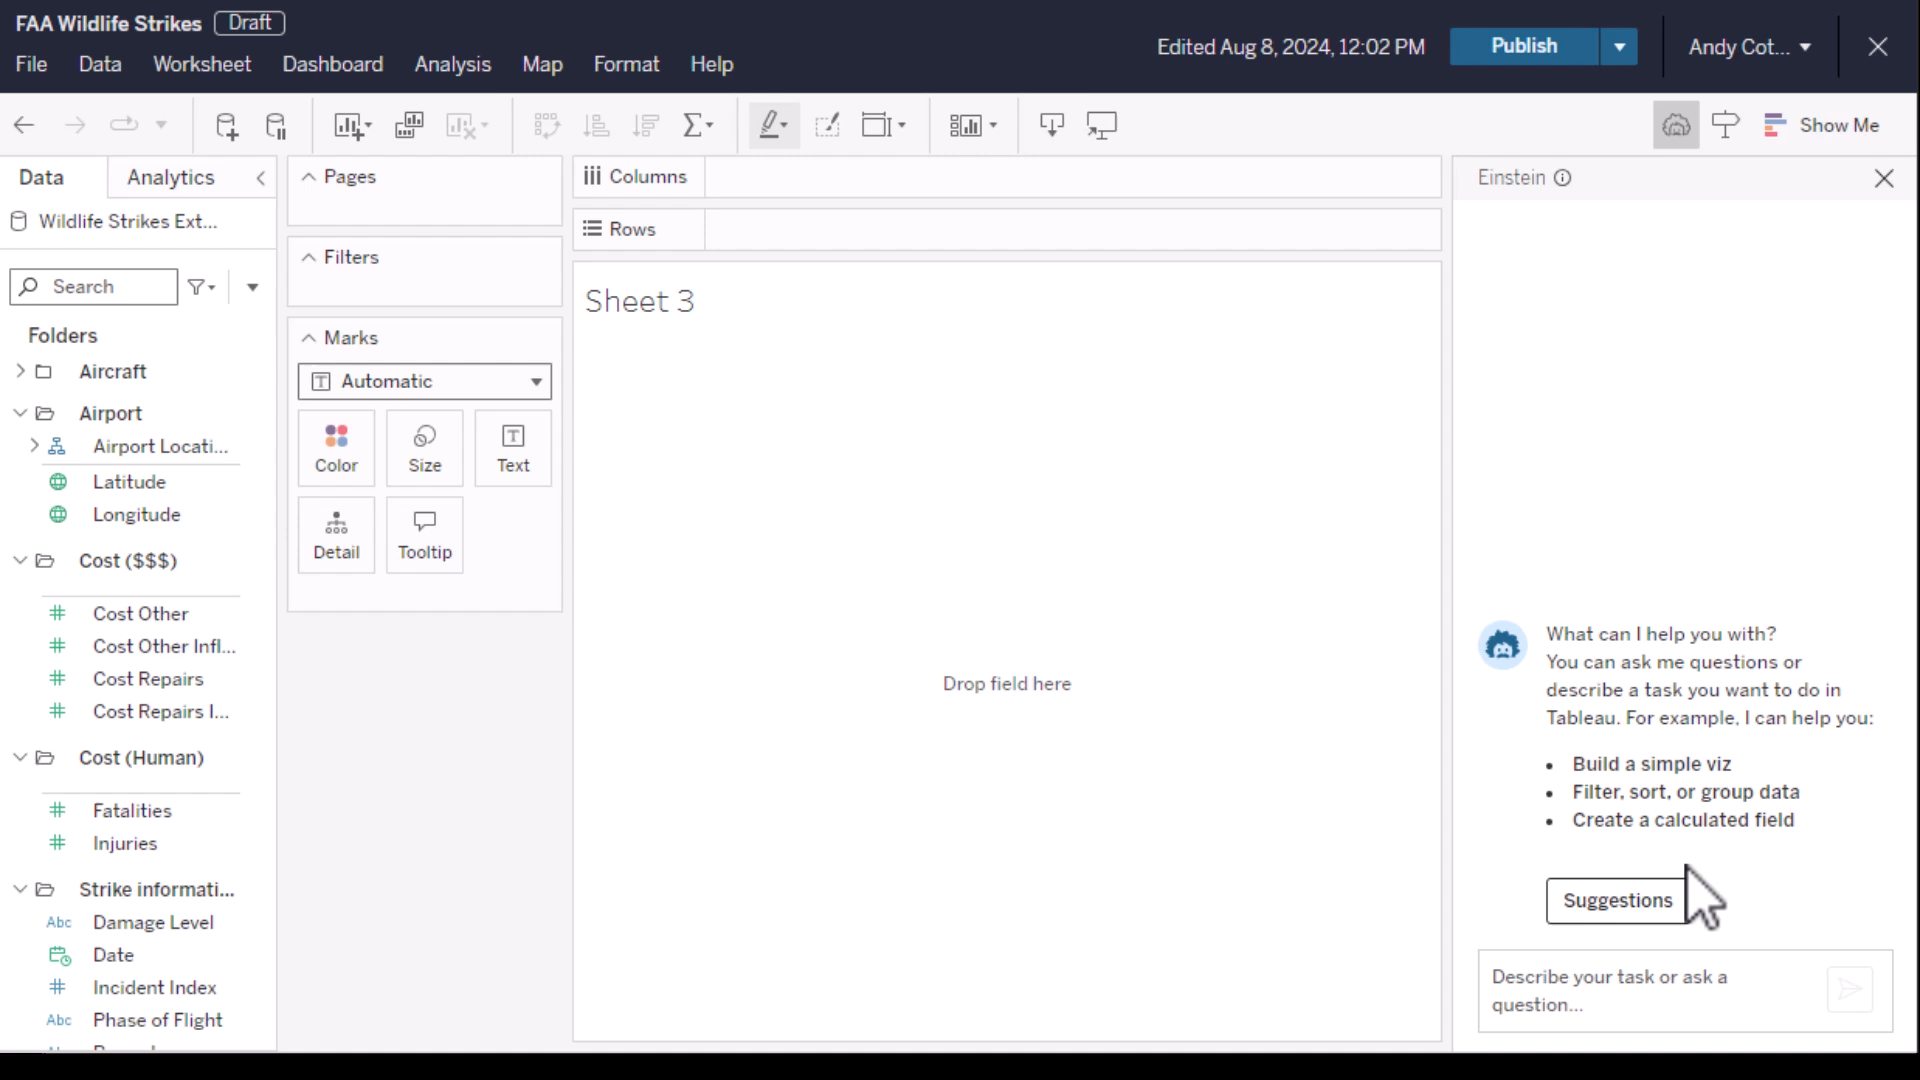 FAA Wildlife Strikes Draft
File Data Worksheet Dashboard Analysis Map Format Help
Edited Aug 8, 2024, 12:02 PM
Publish
Andy Cot...
Show Me
Data Analytics
Wildlife Strikes Ext...
Search
Folders
Aircraft
Airport
Airport Locati...
Latitude
Longitude
Cost ($$$)
Cost Other
Cost Other Infl...
Cost Repairs
Cost Repairs I...
Cost (Human)
Fatalities
Injuries
Strike informati...
Abc Damage Level
Date
Incident Index
Abc Phase of Flight
Pages
Filters
Marks
Automatic
Color Size Text
Detail Tooltip
Columns
Rows
Sheet 3
Drop field here
Einstein
What can I help you with?
You can ask me questions or
describe a task you want to do in
Tableau. For example, I can help you:
• Build a simple viz
• Filter, sort, or group data
• Create a calculated field
Suggestions
Describe your task or ask a
question...